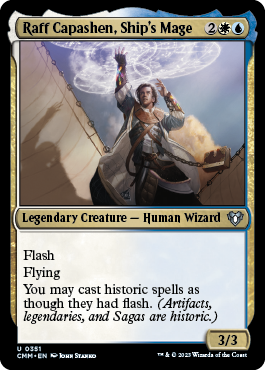 Raff Capashen, Ship's Mage 2
Legendary Creature — Human Wizard
Flash
Flying
You may cast historic spells as
though they had flash. (Artifacts,
legendaries, and Sagas are historic.)
3/3
U 0351
CMM • EN John Stanko
™ & © 2023 Wizards of the Coast